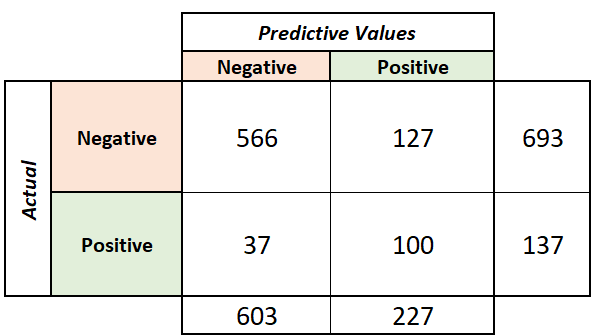 Predictive Values
Negative Positive
Actual
Negative 566 127 693
Positive 37 100 137
603 227